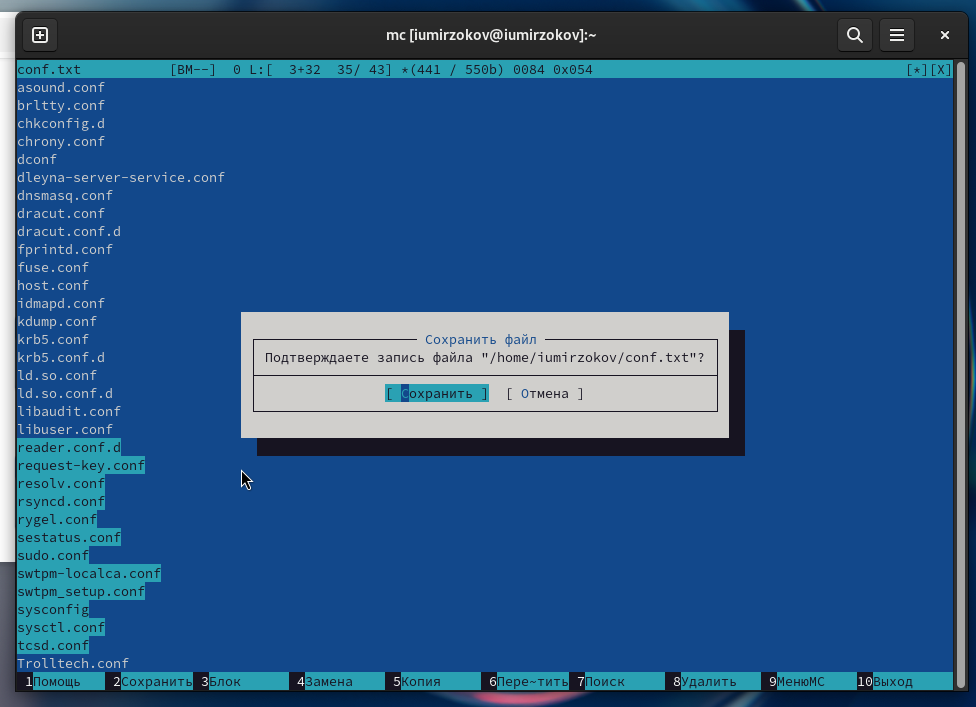 mc [iumirzokov@iumirzokov]:~
conf.txt [BM--] 0 L:[ 3+32 35/ 43] *(441 / 550b) 0084 0x054 [*][X]
asound.conf
brltty.conf
chkconfig.d
chrony.conf
dconf
dleyna-server-service.conf
dnsmasq.conf
dracut.conf
dracut.conf.d
fprintd.conf
fuse.conf
host.conf
idmapd.conf
kdump.conf
krb5.conf
krb5.conf.d
ld.so.conf
ld.so.conf.d
libaudit.conf
libuser.conf
reader.conf.d
request-key.conf
resolv.conf
rsyncd.conf
rygel.conf
sestatus.conf
sudo.conf
swtpm-localca.conf
swtpm_setup.conf
sysconfig
sysctl.conf
tcsd.conf
Trolltech.conf
Сохранить файл
Подтверждаете запись файла "/home/iumirzokov/conf.txt"?
[ Сохранить ] [ Отмена ]
1Помощь 2Сохранить 3Блок 4Замена 5Копия 6Пере~тить 7Поиск 8Удалить 9МенюMC 10Выход